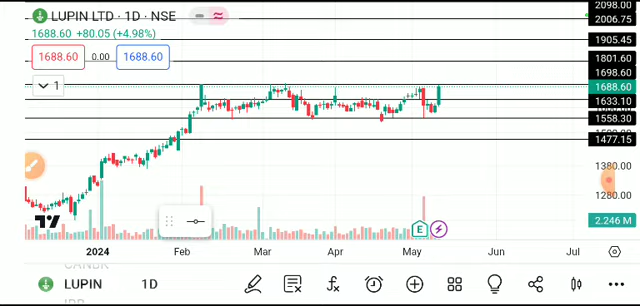 LUPIN LTD · 1D · NSE
1688.60 +80.05 (+4.98%)
1688.60 0.00 1688.60
1
2098.00
2006.75
1905.45
1801.60
1698.60
1688.60
1633.10
1558.30
1477.15
1380.00
1280.00
2.246 M
E
2024 Feb Mar Apr May Jun Jul
LUPIN 1D